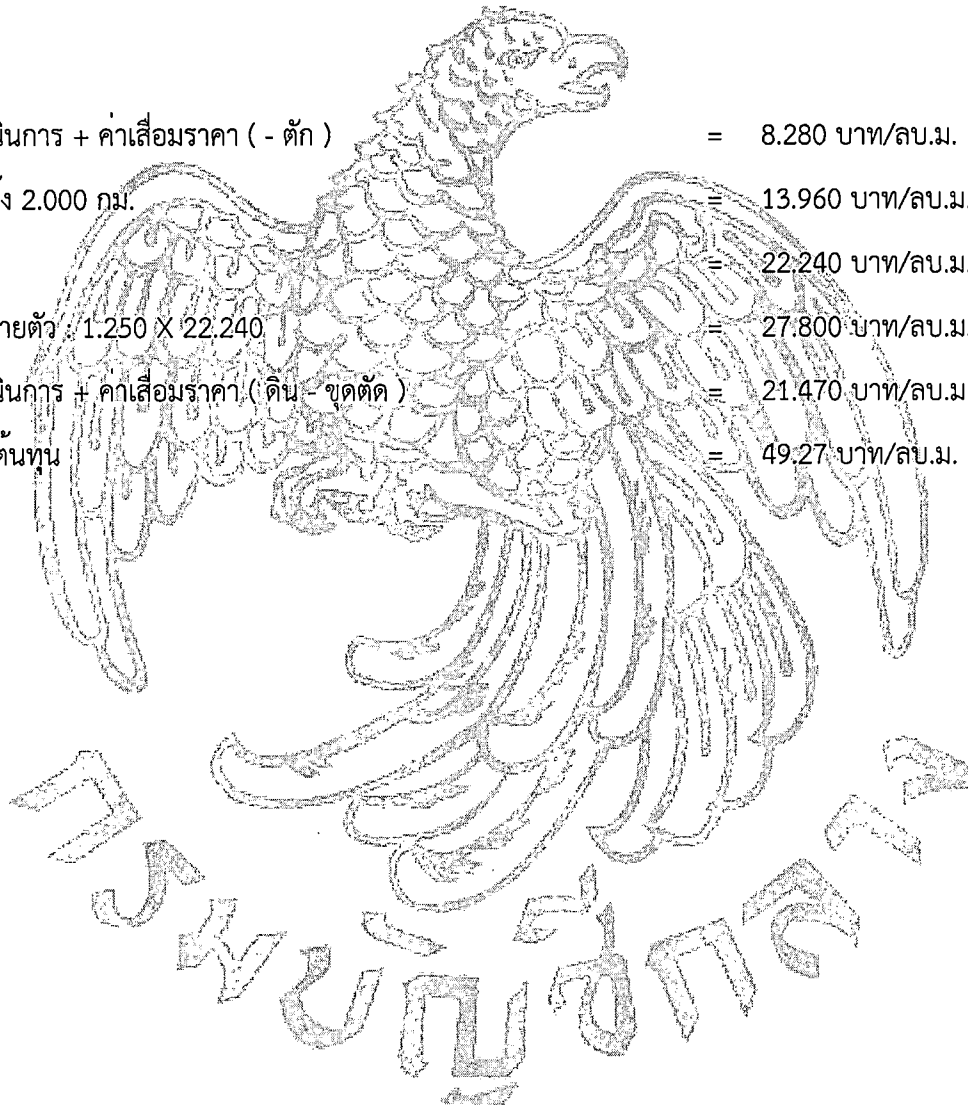 นินการ + ค่าเสื่อมราคา ( - ตัก ) = 8.280 บาท/ลบ.ม.
ง 2.000 กม. = 13.960 บาท/ลบ.ม.
= 22.240 บาท/ลบ.ม.
ายตัว : 1.250 X 22.240 = 27.800 บาท/ลบ.ม.
นินการ + ค่าเสื่อมราคา ( ดิน - ขุดตัด ) = 21.470 บาท/ลบ.ม
ต้นทุน = 49.27 บาท/ลบ.ม.
กรมบัญชีกลาง